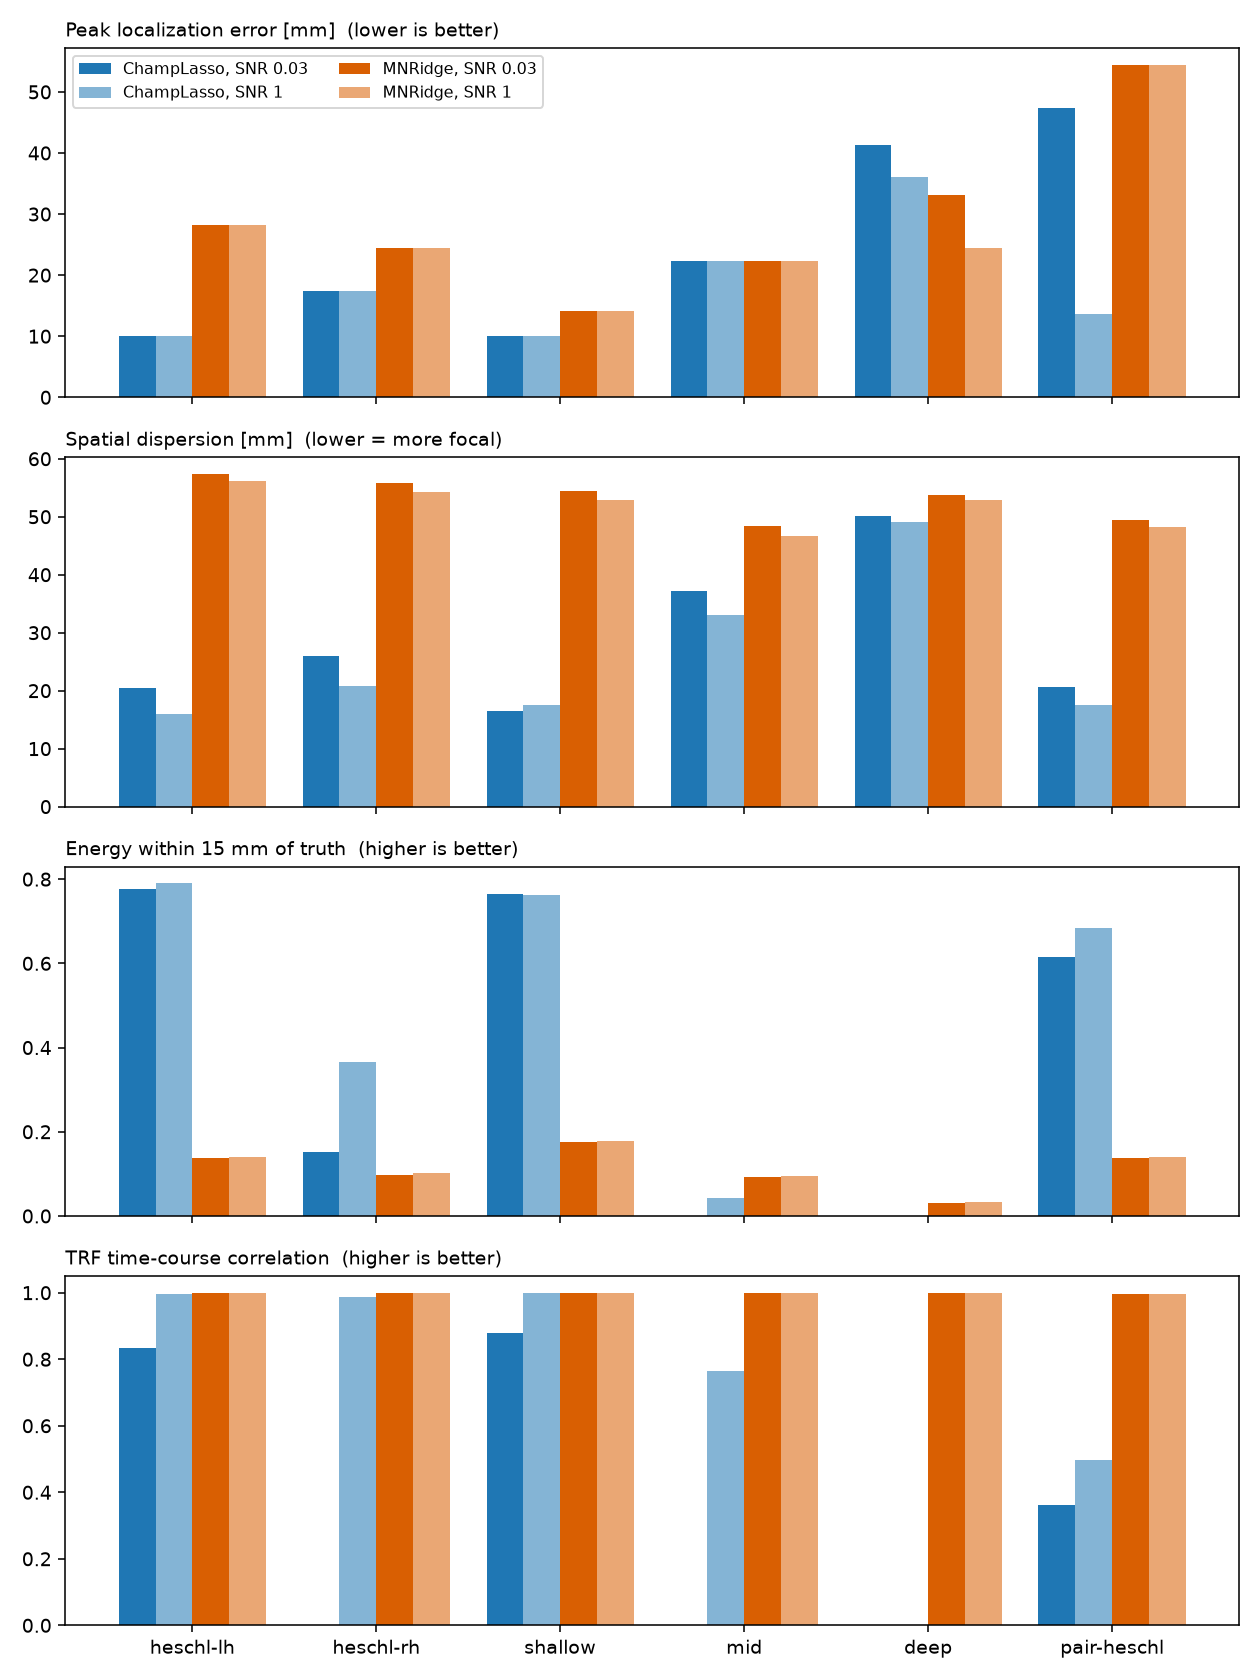 Peak localization error [mm]  (lower is better)
ChampLasso, SNR 0.03
MNRidge, SNR 0.03
ChampLasso, SNR 1
MNRidge, SNR 1
50
40
30
20
10
0
Spatial dispersion [mm]  (lower = more focal)
60
50
40
30
20
10
0
Energy within 15 mm of truth  (higher is better)
0.8
0.6
0.4
0.2
0.0
TRF time-course correlation  (higher is better)
1.0
0.8
0.6
0.4
0.2
0.0
heschl-lh
heschl-rh
shallow
mid
deep
pair-heschl